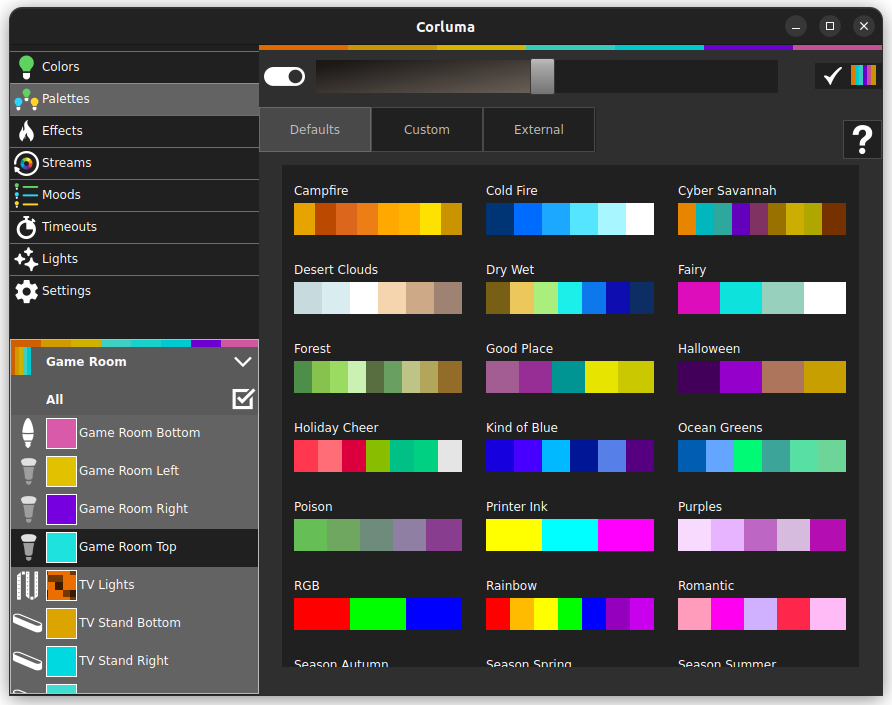 Corluma
Colors
Palettes
Effects
Streams
Moods
Timeouts
Lights
Settings
Game Room
All
Game Room Bottom
Game Room Left
Game Room Right
Game Room Top
TV Lights
TV Stand Bottom
TV Stand Right
Defaults Custom External
?
Campfire Cold Fire Cyber Savannah
Desert Clouds Dry Wet Fairy
Forest Good Place Halloween
Holiday Cheer Kind of Blue Ocean Greens
Poison Printer Ink Purples
RGB Rainbow Romantic
Season Autumn Season Spring Season Summer